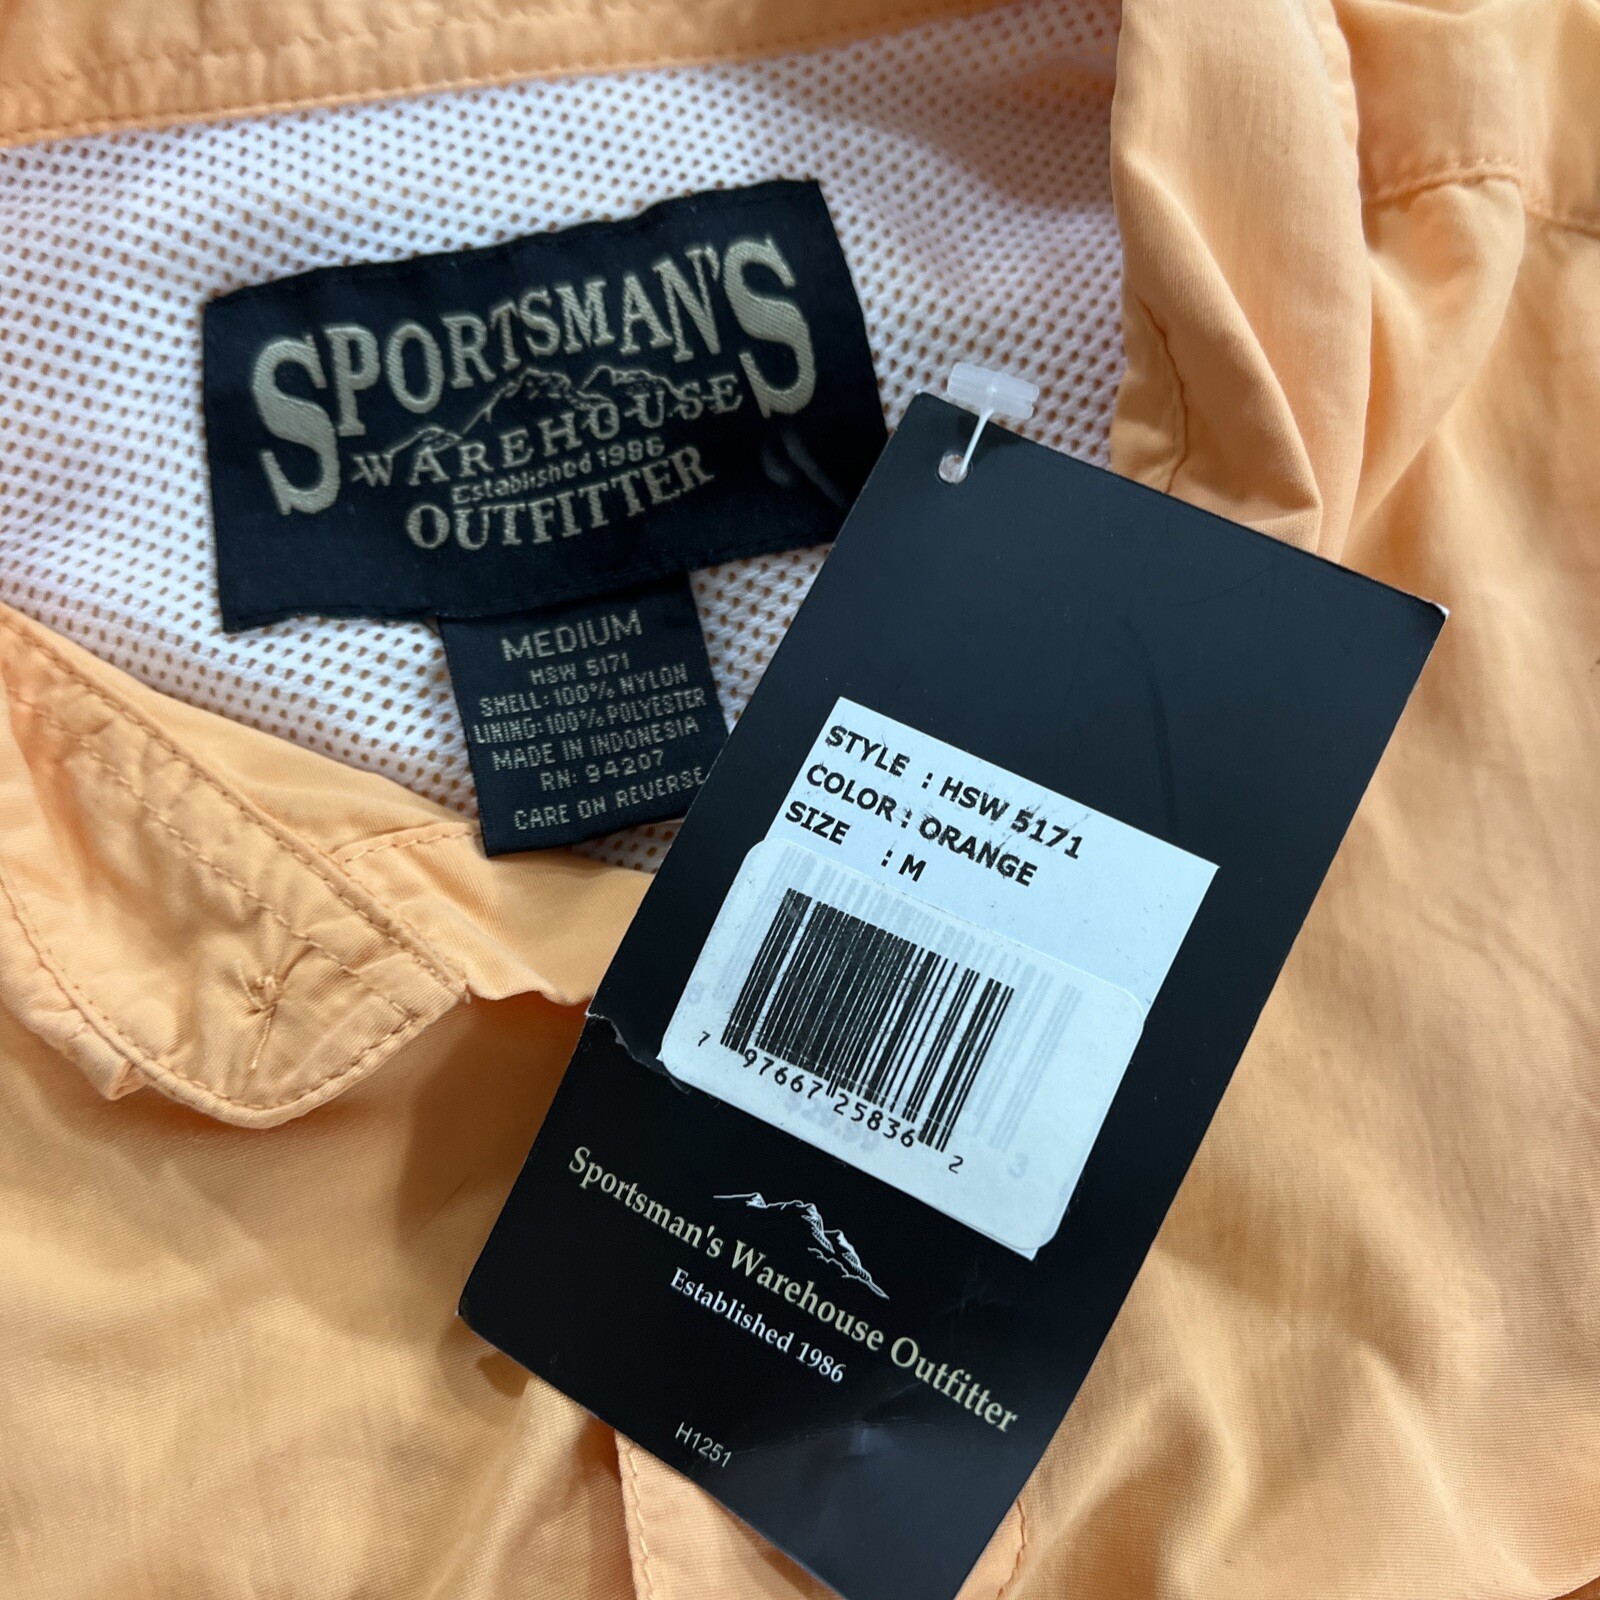 SPORTSMAN'S
WAREHOUSE
Established 1986
OUTFITTER
MEDIUM
HSW 5171
SHELL: 100% NYLON
LINING: 100% POLYESTER
MADE IN INDONESIA
RN: 94207
CARE ON REVERSE
STYLE : HSW 5171
COLOR : ORANGE
SIZE : M
7 97667 25836 2
Sportsman's Warehouse Outfitter
Established 1986
H1251